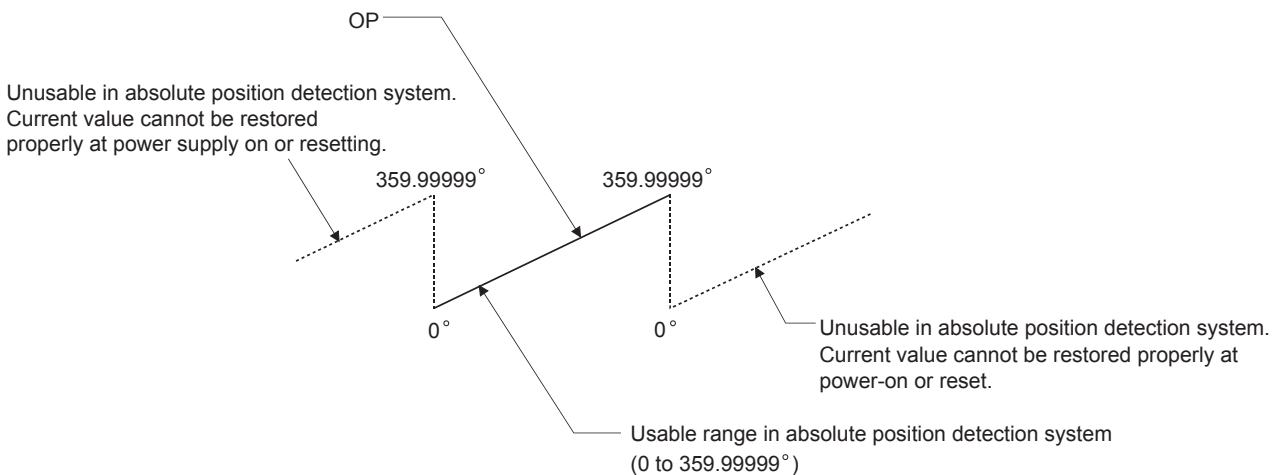 OP
Unusable in absolute position detection system.
Current value cannot be restored
properly at power supply on or resetting.
359.99999°
359.99999°
0°
0°
Unusable in absolute position detection system.
Current value cannot be restored properly at
power-on or reset.
Usable range in absolute position detection system
(0 to 359.99999°)